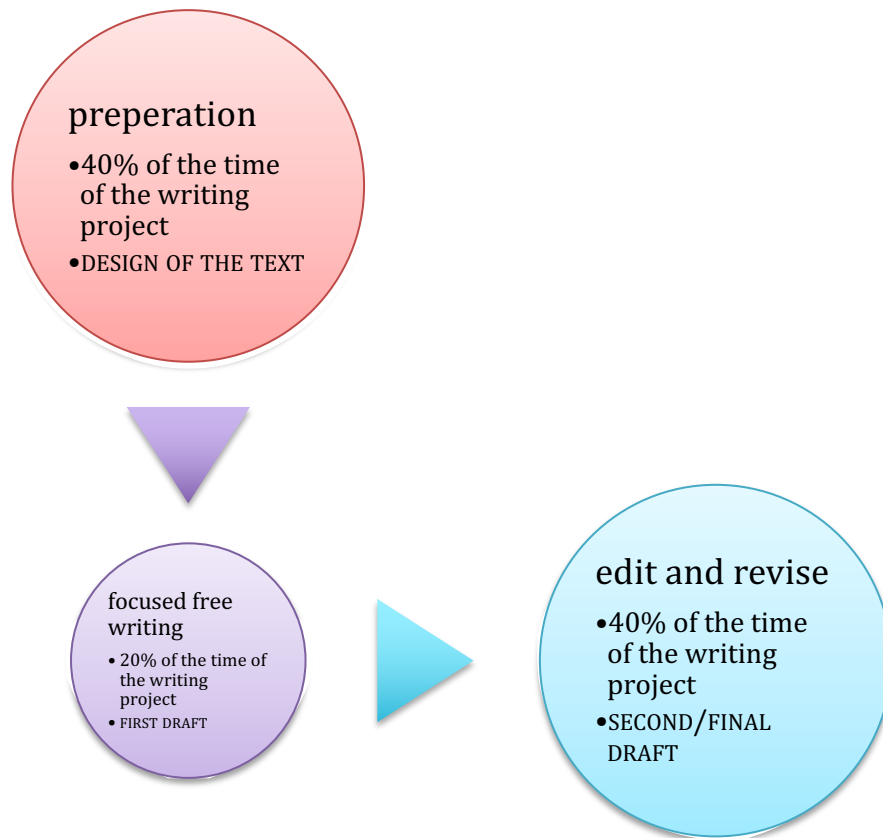 preperation
•40% of the time
of the writing
project
•DESIGN OF THE TEXT
focused free
writing
• 20% of the time of
the writing
project
• FIRST DRAFT
edit and revise
•40% of the time
of the writing
project
•SECOND/FINAL
DRAFT